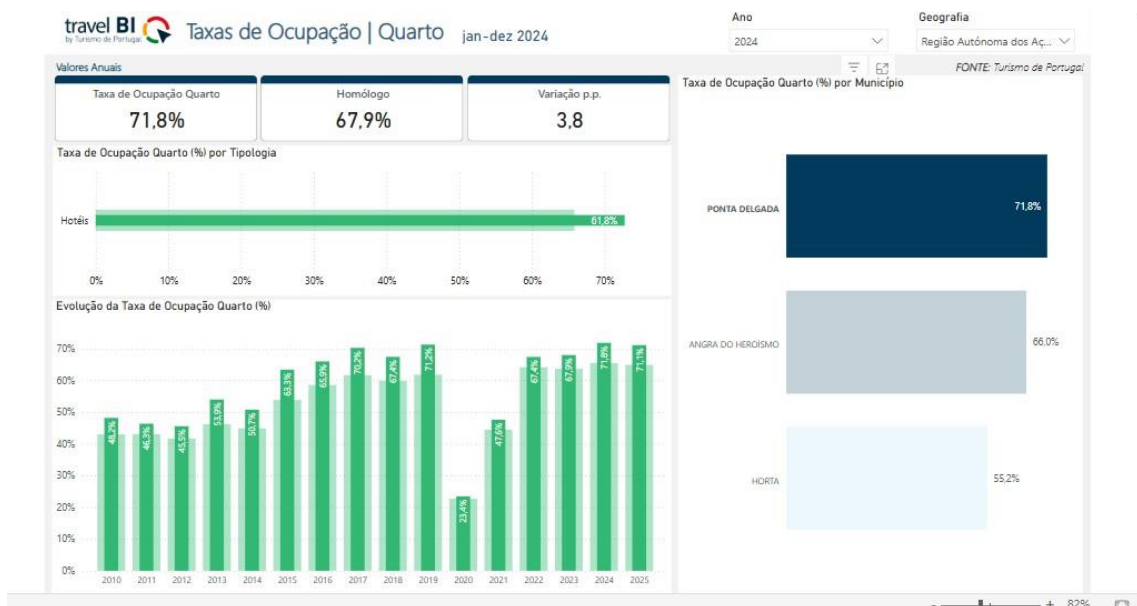 travel BI
by Turismo de Portugal
Taxas de Ocupação | Quarto jan-dez 2024
Ano
2024
Geografia
Região Autónoma dos Aç...
Valores Anuais
FONTE: Turismo de Portugal
Taxa de Ocupação Quarto
71,8%
Homólogo
67,9%
Variação p.p.
3,8
Taxa de Ocupação Quarto (%) por Tipologia
Hotéis
61,8%
0% 10% 20% 30% 40% 50% 60% 70%
Evolução da Taxa de Ocupação Quarto (%)
70%
60%
50%
40%
30%
20%
10%
0%
48,2% 46,3% 45,5% 53,9% 50,7% 63,3% 65,9% 70,2% 67,4% 71,2% 23,4% 47,6% 67,4% 67,9% 71,8% 71,1%
2010 2011 2012 2013 2014 2015 2016 2017 2018 2019 2020 2021 2022 2023 2024 2025
Taxa de Ocupação Quarto (%) por Município
PONTA DELGADA
71,8%
ANGRA DO HEROÍSMO
66,0%
HORTA
55,2%
- + 82%